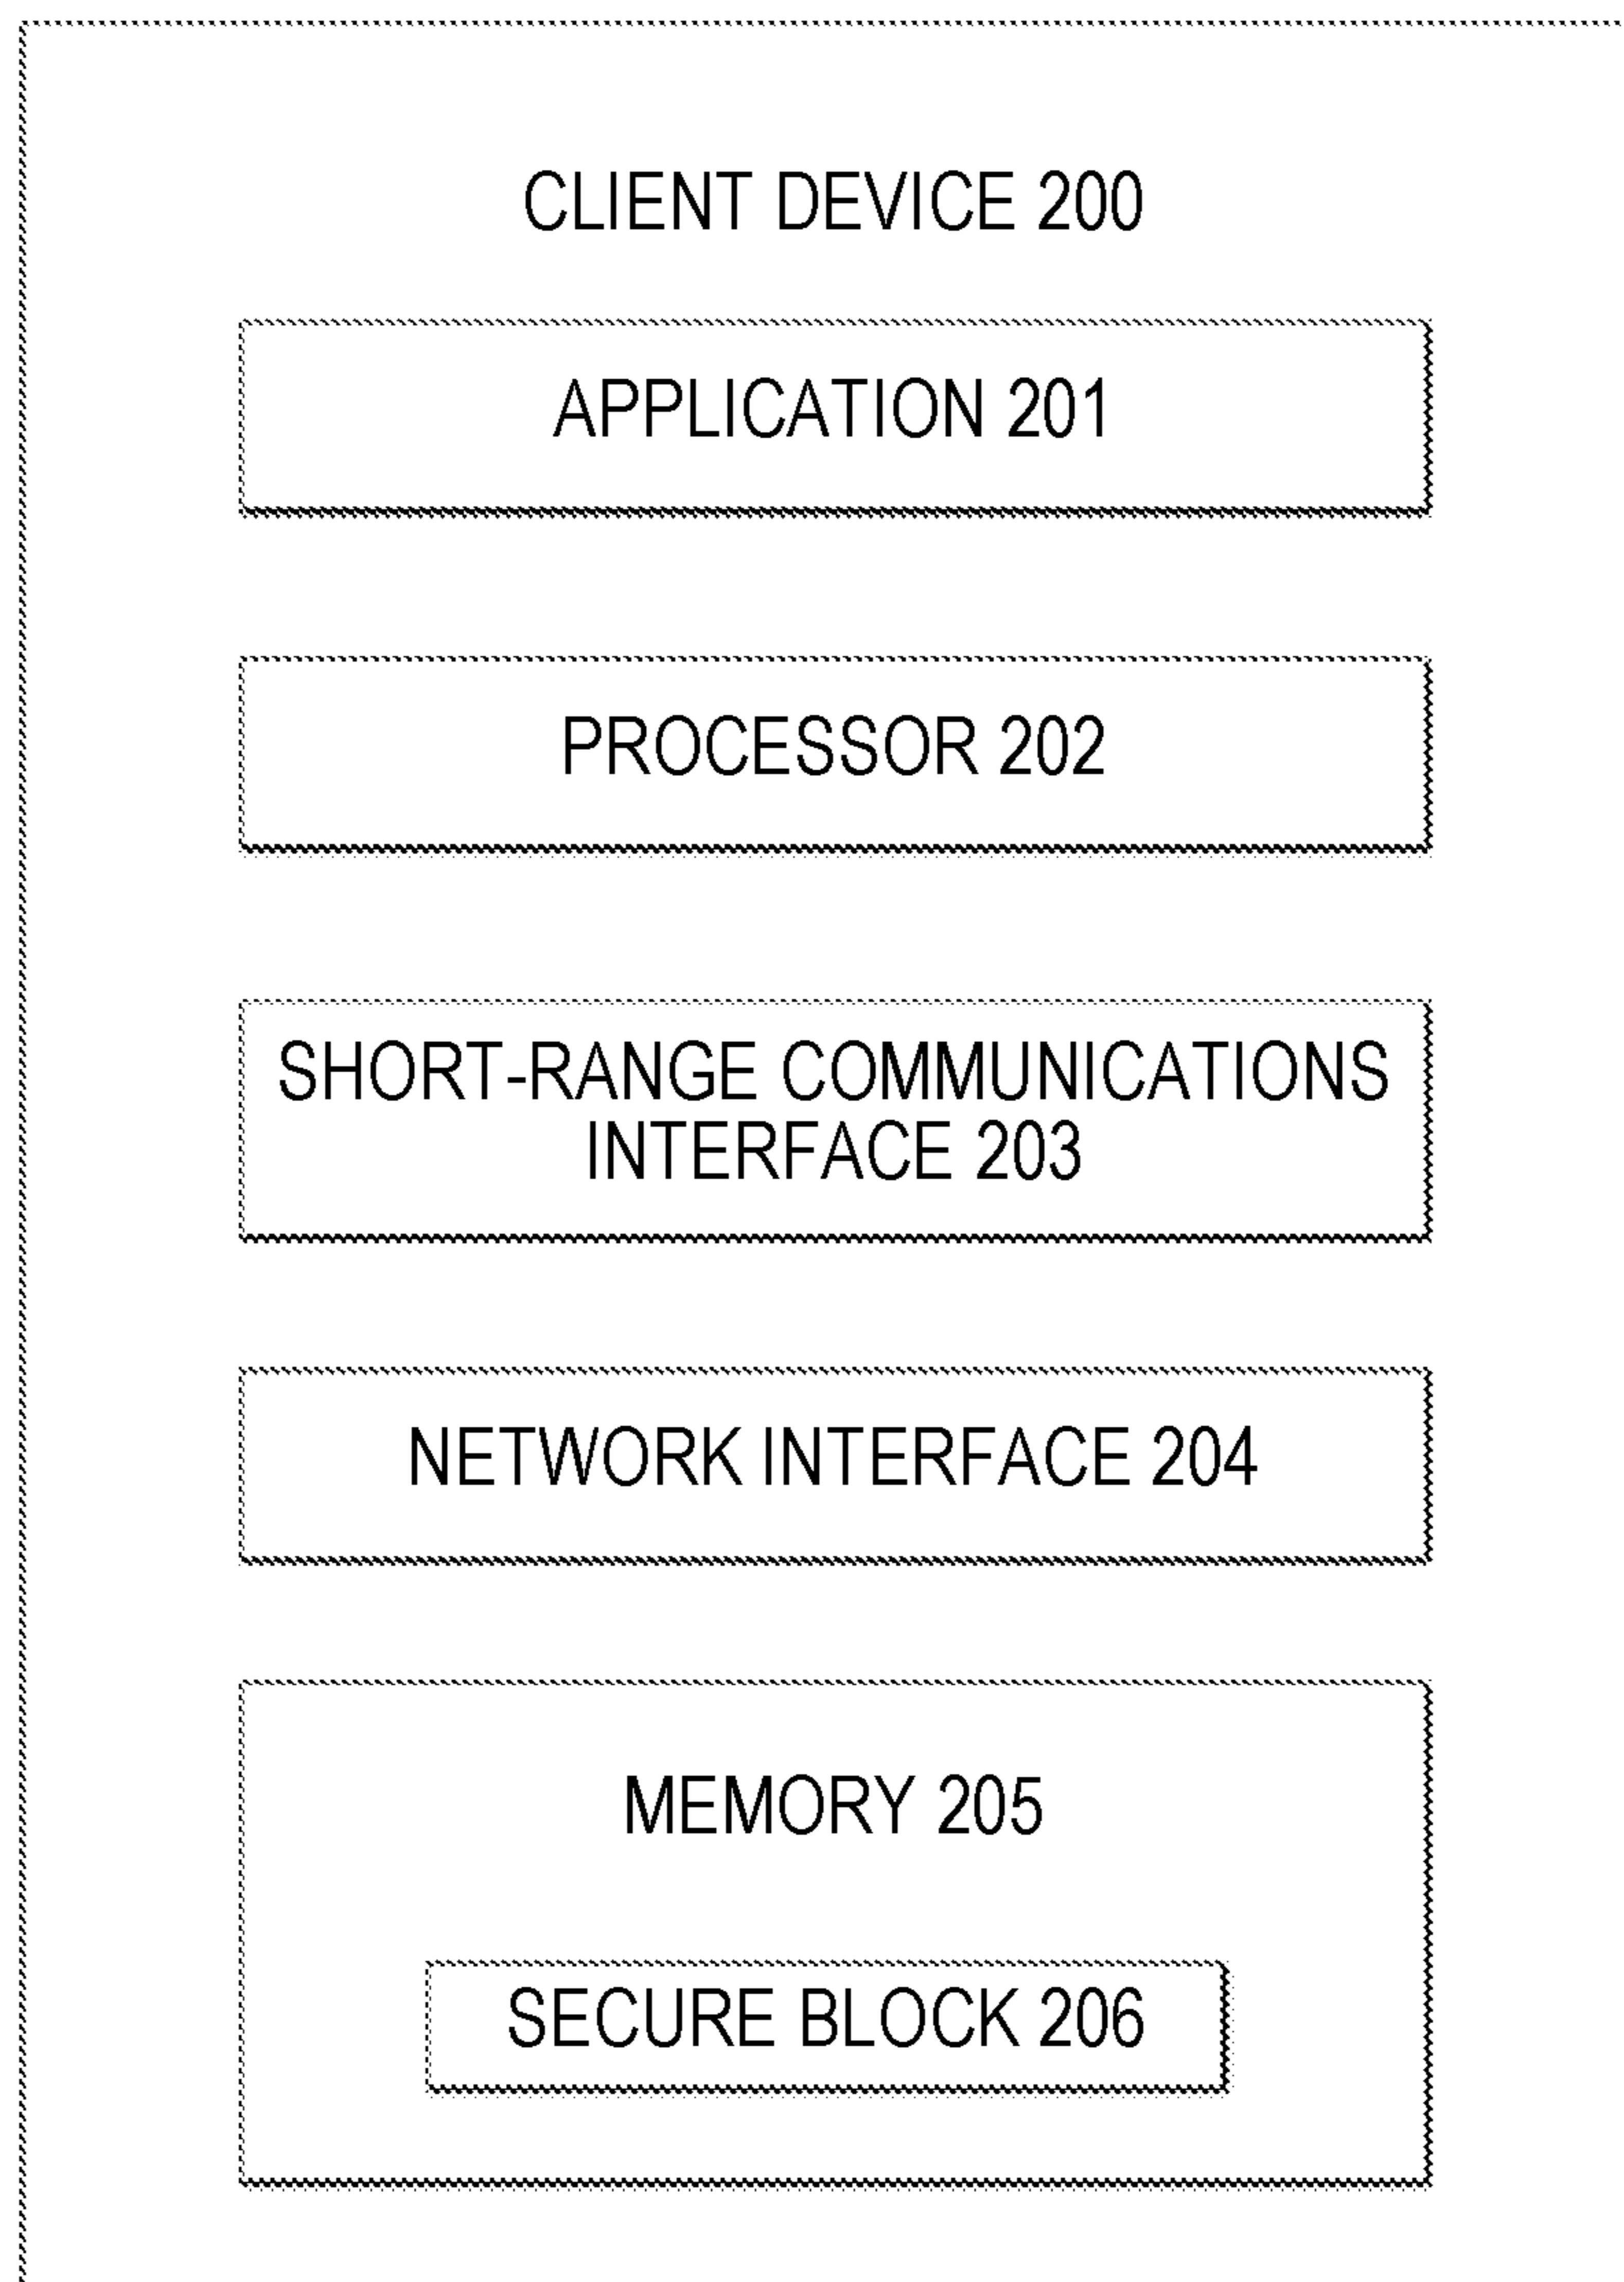 CLIENT DEVICE 200
APPLICATION 201
PROCESSOR 202
SHORT-RANGE COMMUNICATIONS
INTERFACE 203
NETWORK INTERFACE 204
MEMORY 205
SECURE BLOCK 206